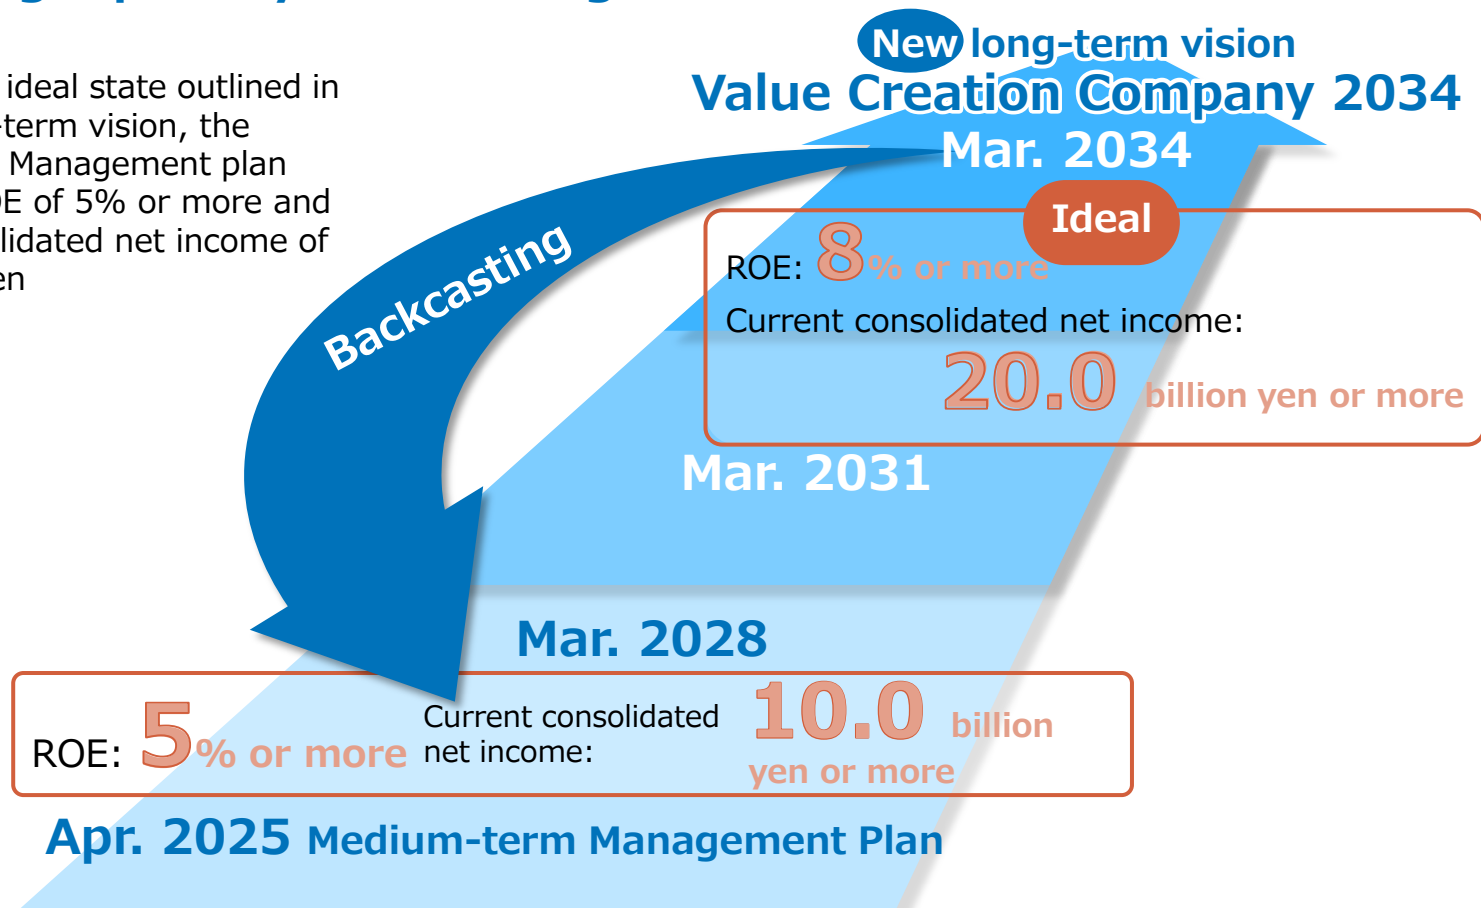 New long-term vision
Value Creation Company 2034
Mar. 2034
ideal state outlined in
-term vision, the
Management plan
OE of 5% or more and
lidated net income of
en
Backcasting
Ideal
ROE: 8% or more
Current consolidated net income:
20.0 billion yen or more
Mar. 2031
Mar. 2028
ROE: 5% or more
Current consolidated
net income:
10.0 billion
yen or more
Apr. 2025 Medium-term Management Plan